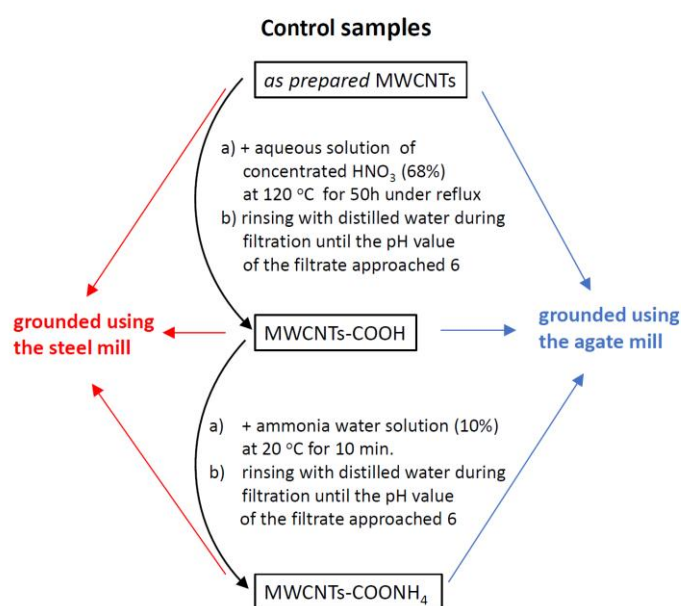 Control samples
as prepared MWCNTs
a) + aqueous solution of
concentrated HNO₃ (68%)
at 120 °C for 50h under reflux
b) rinsing with distilled water during
filtration until the pH value
of the filtrate approached 6
grounded using
the steel mill
MWCNTs-COOH
grounded using
the agate mill
a) + ammonia water solution (10%)
at 20 °C for 10 min.
b) rinsing with distilled water during
filtration until the pH value
of the filtrate approached 6
MWCNTs-COONH₄